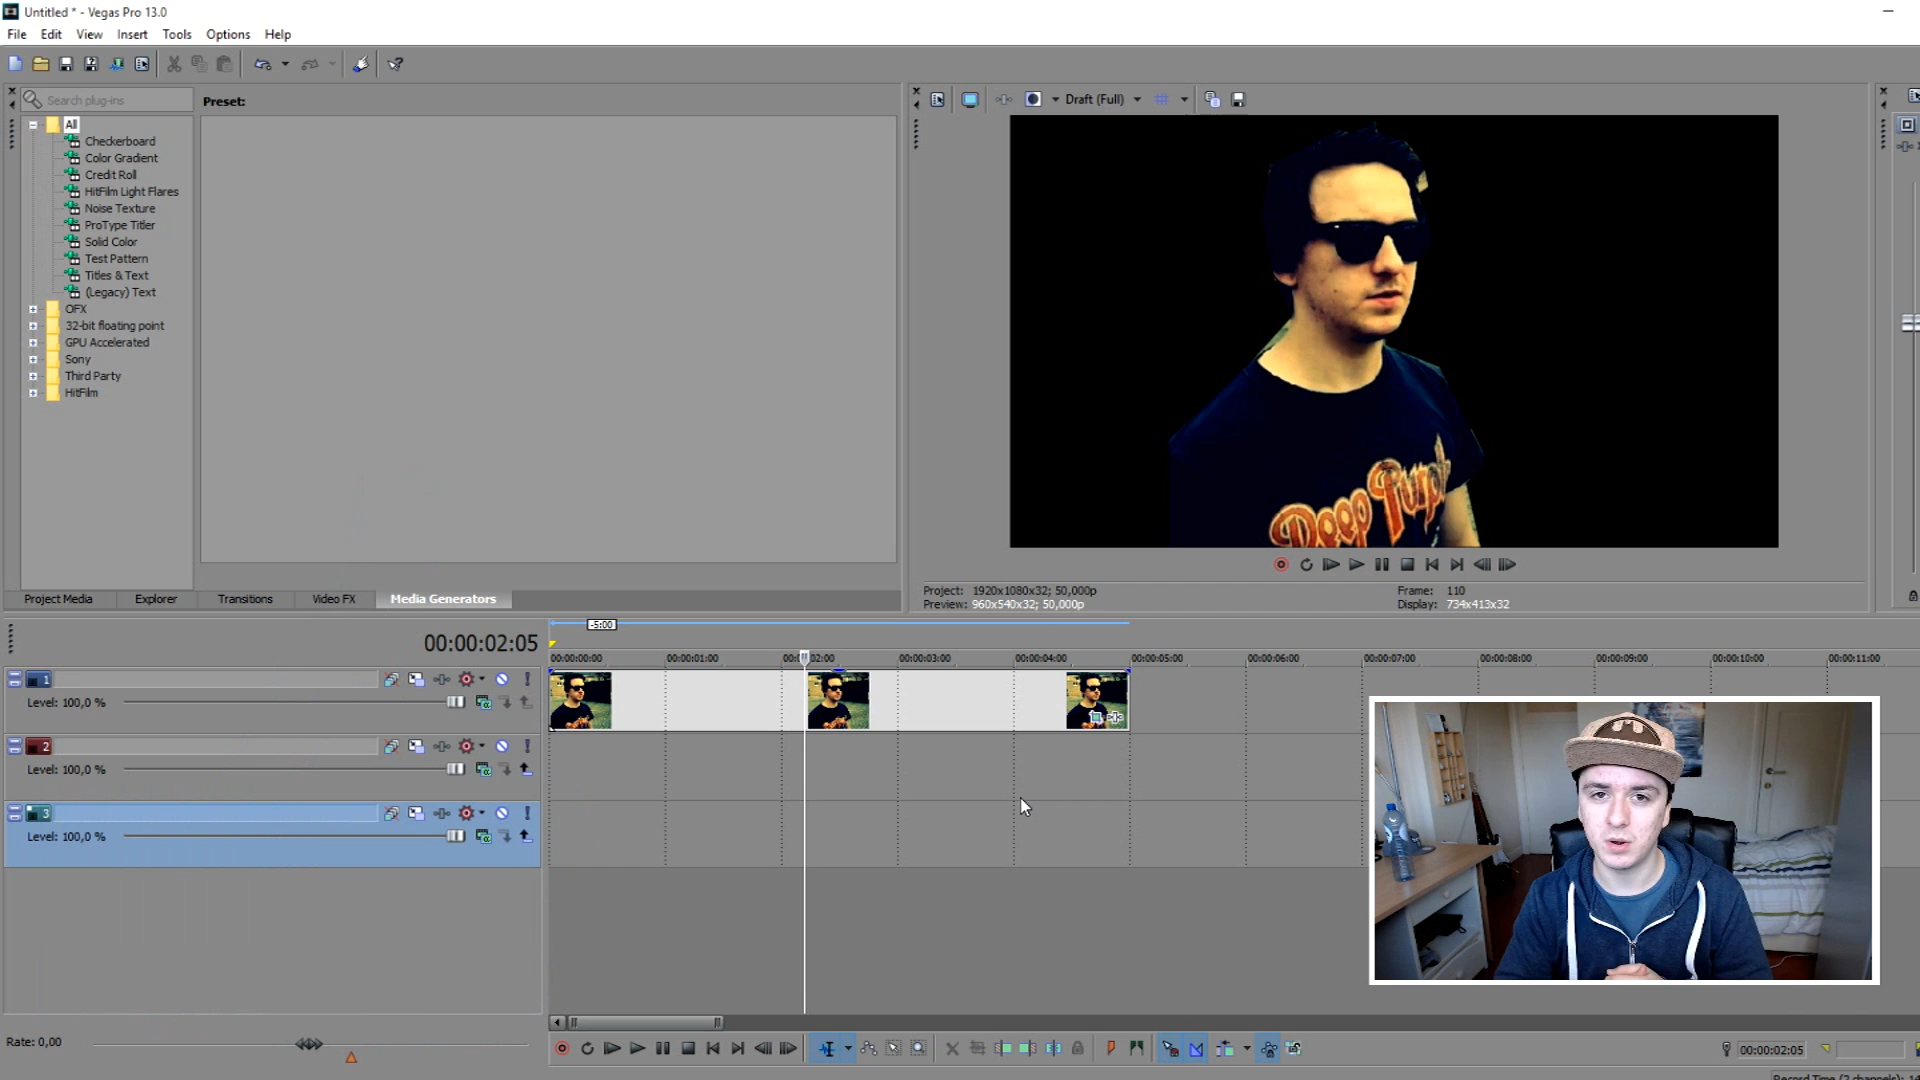 Untitled * - Vegas Pro 13.0
File Edit View Insert Tools Options Help
Search plug-ins
Preset:
All
Checkerboard
Color Gradient
Credit Roll
HitFilm Light Flares
Noise Texture
ProType Titler
Solid Color
Test Pattern
Titles & Text
(Legacy) Text
OFX
32-bit floating point
GPU Accelerated
Sony
Third Party
HitFilm
Project Media Explorer Transitions Video FX Media Generators
Draft (Full)
Deep Purple
Project: 1920x1080x32; 50,000p
Preview: 960x540x32; 50,000p
Frame: 110
Display: 734x413x32
00:00:02:05
-5:00
00:00:00:00 00:00:01:00 00:00:03:00 00:00:04:00 00:00:05:00 00:00:06:00 00:00:07:00 00:00:08:00 00:00:09:00 00:00:10:00 00:00:11:00
1
Level: 100,0 %
2
Level: 100,0 %
3
Level: 100,0 %
Rate: 0,00
00:00:02:05